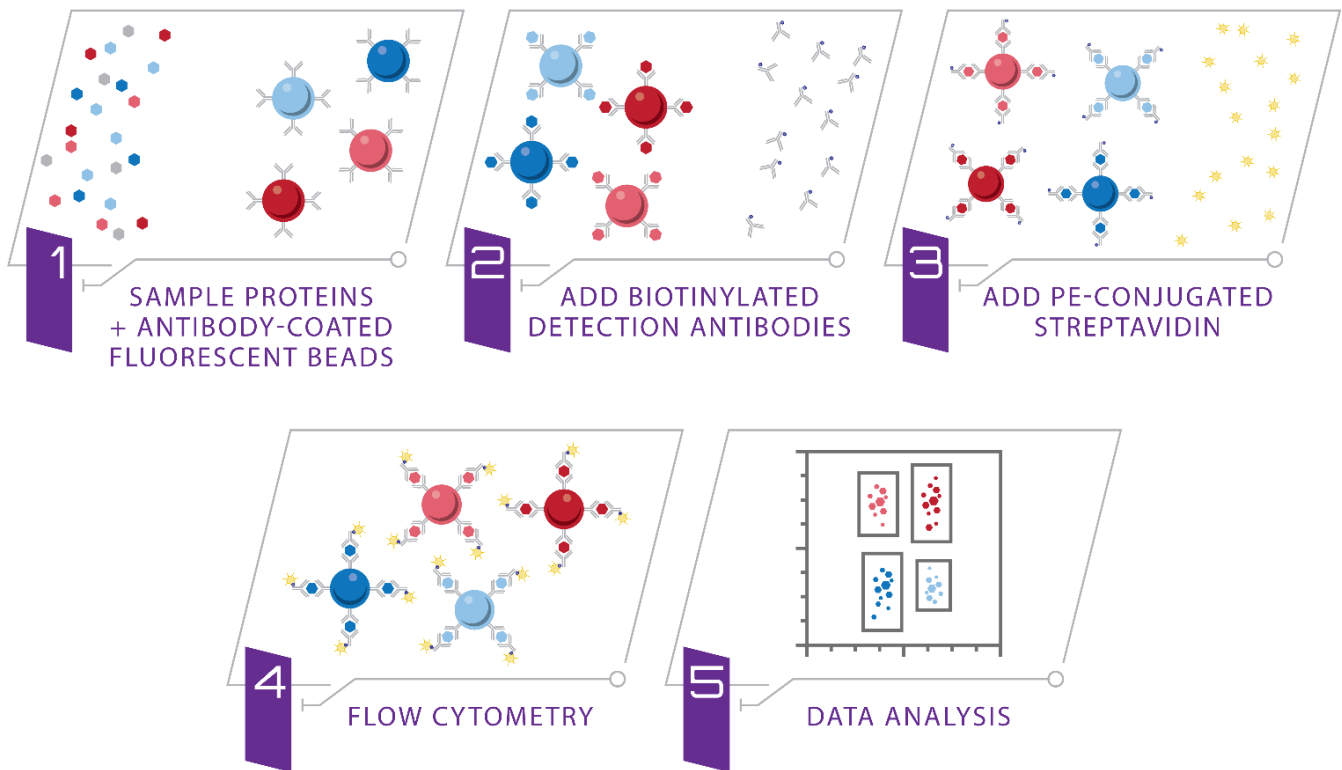 1
SAMPLE PROTEINS
+ ANTIBODY-COATED
FLUORESCENT BEADS
2
ADD BIOTINYLATED
DETECTION ANTIBODIES
3
ADD PE-CONJUGATED
STREPTAVIDIN
4
FLOW CYTOMETRY
5
DATA ANALYSIS